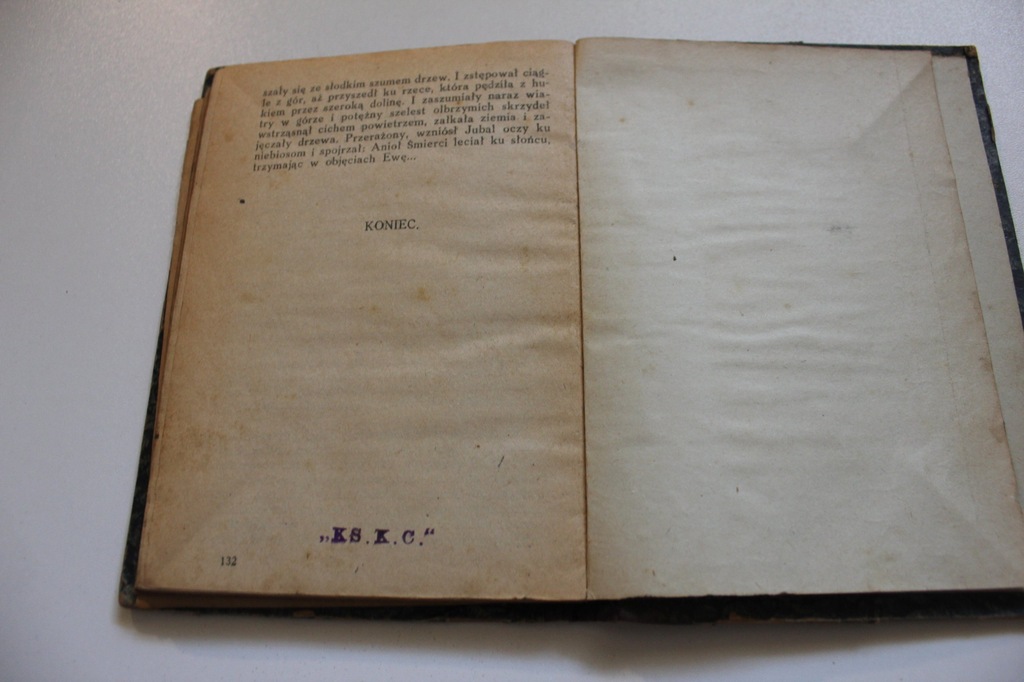 szały się ze słodkim szumem drzew. I zstępował ciąg-
le z gór, aż przyszedł ku rzece, która pędziła z hu-
kiem przez szeroką dolinę. I zaszumiały naraz wia-
try w górze i potężny szelest olbrzymich skrzydeł
wstrząsnął cichem powietrzem, załkała ziemia i za-
jęczały drzewa. Przerażony, wzniósł Jubal oczy ku
niebiosom i spojrzał: Anioł Śmierci leciał ku słońcu,
trzymając w objęciach Ewę...
KONIEC.
„KS.K.C.“
132